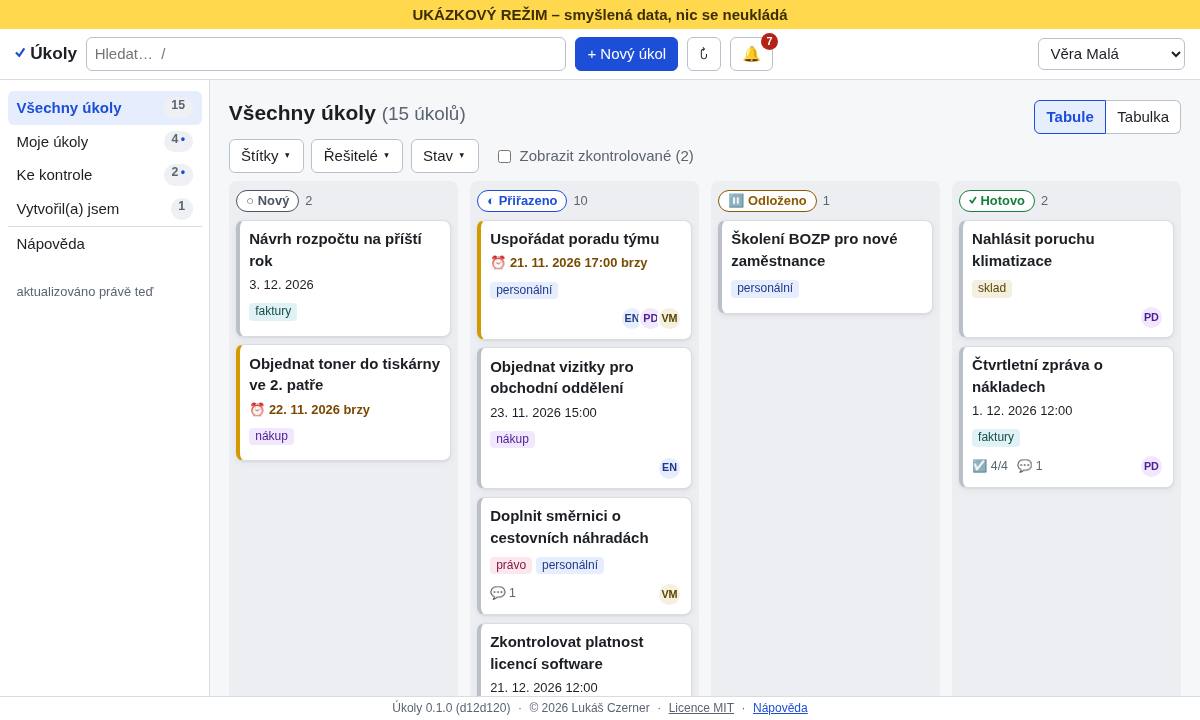 UKÁZKOVÝ REŽIM – smyšlená data, nic se neukládá
Úkoly
Hledat… /
+ Nový úkol
7
Věra Malá
Všechny úkoly 15
Moje úkoly 4 •
Ke kontrole 2 •
Vytvořil(a) jsem 1
Nápověda
aktualizováno právě teď
Všechny úkoly (15 úkolů)
Tabule Tabulka
Štítky Řešitelé Stav Zobrazit zkontrolované (2)
Nový 2
Návrh rozpočtu na příští
rok
3. 12. 2026
faktury
Objednat toner do tiskárny
ve 2. patře
22. 11. 2026 brzy
nákup
Přiřazeno 10
Uspořádat poradu týmu
21. 11. 2026 17:00 brzy
personální
EN PD VM
Objednat vizitky pro
obchodní oddělení
23. 11. 2026 15:00
nákup
EN
Doplnit směrnici o
cestovních náhradách
právo personální
1 VM
Zkontrolovat platnost
licencí software
21. 12. 2026 12:00
Odloženo 1
Školení BOZP pro nové
zaměstnance
personální
Hotovo 2
Nahlásit poruchu
klimatizace
sklad
PD
Čtvrtletní zpráva o
nákladech
1. 12. 2026 12:00
faktury
4/4 1 PD
Úkoly 0.1.0 (d12d120) · © 2026 Lukáš Czerner · Licence MIT · Nápověda